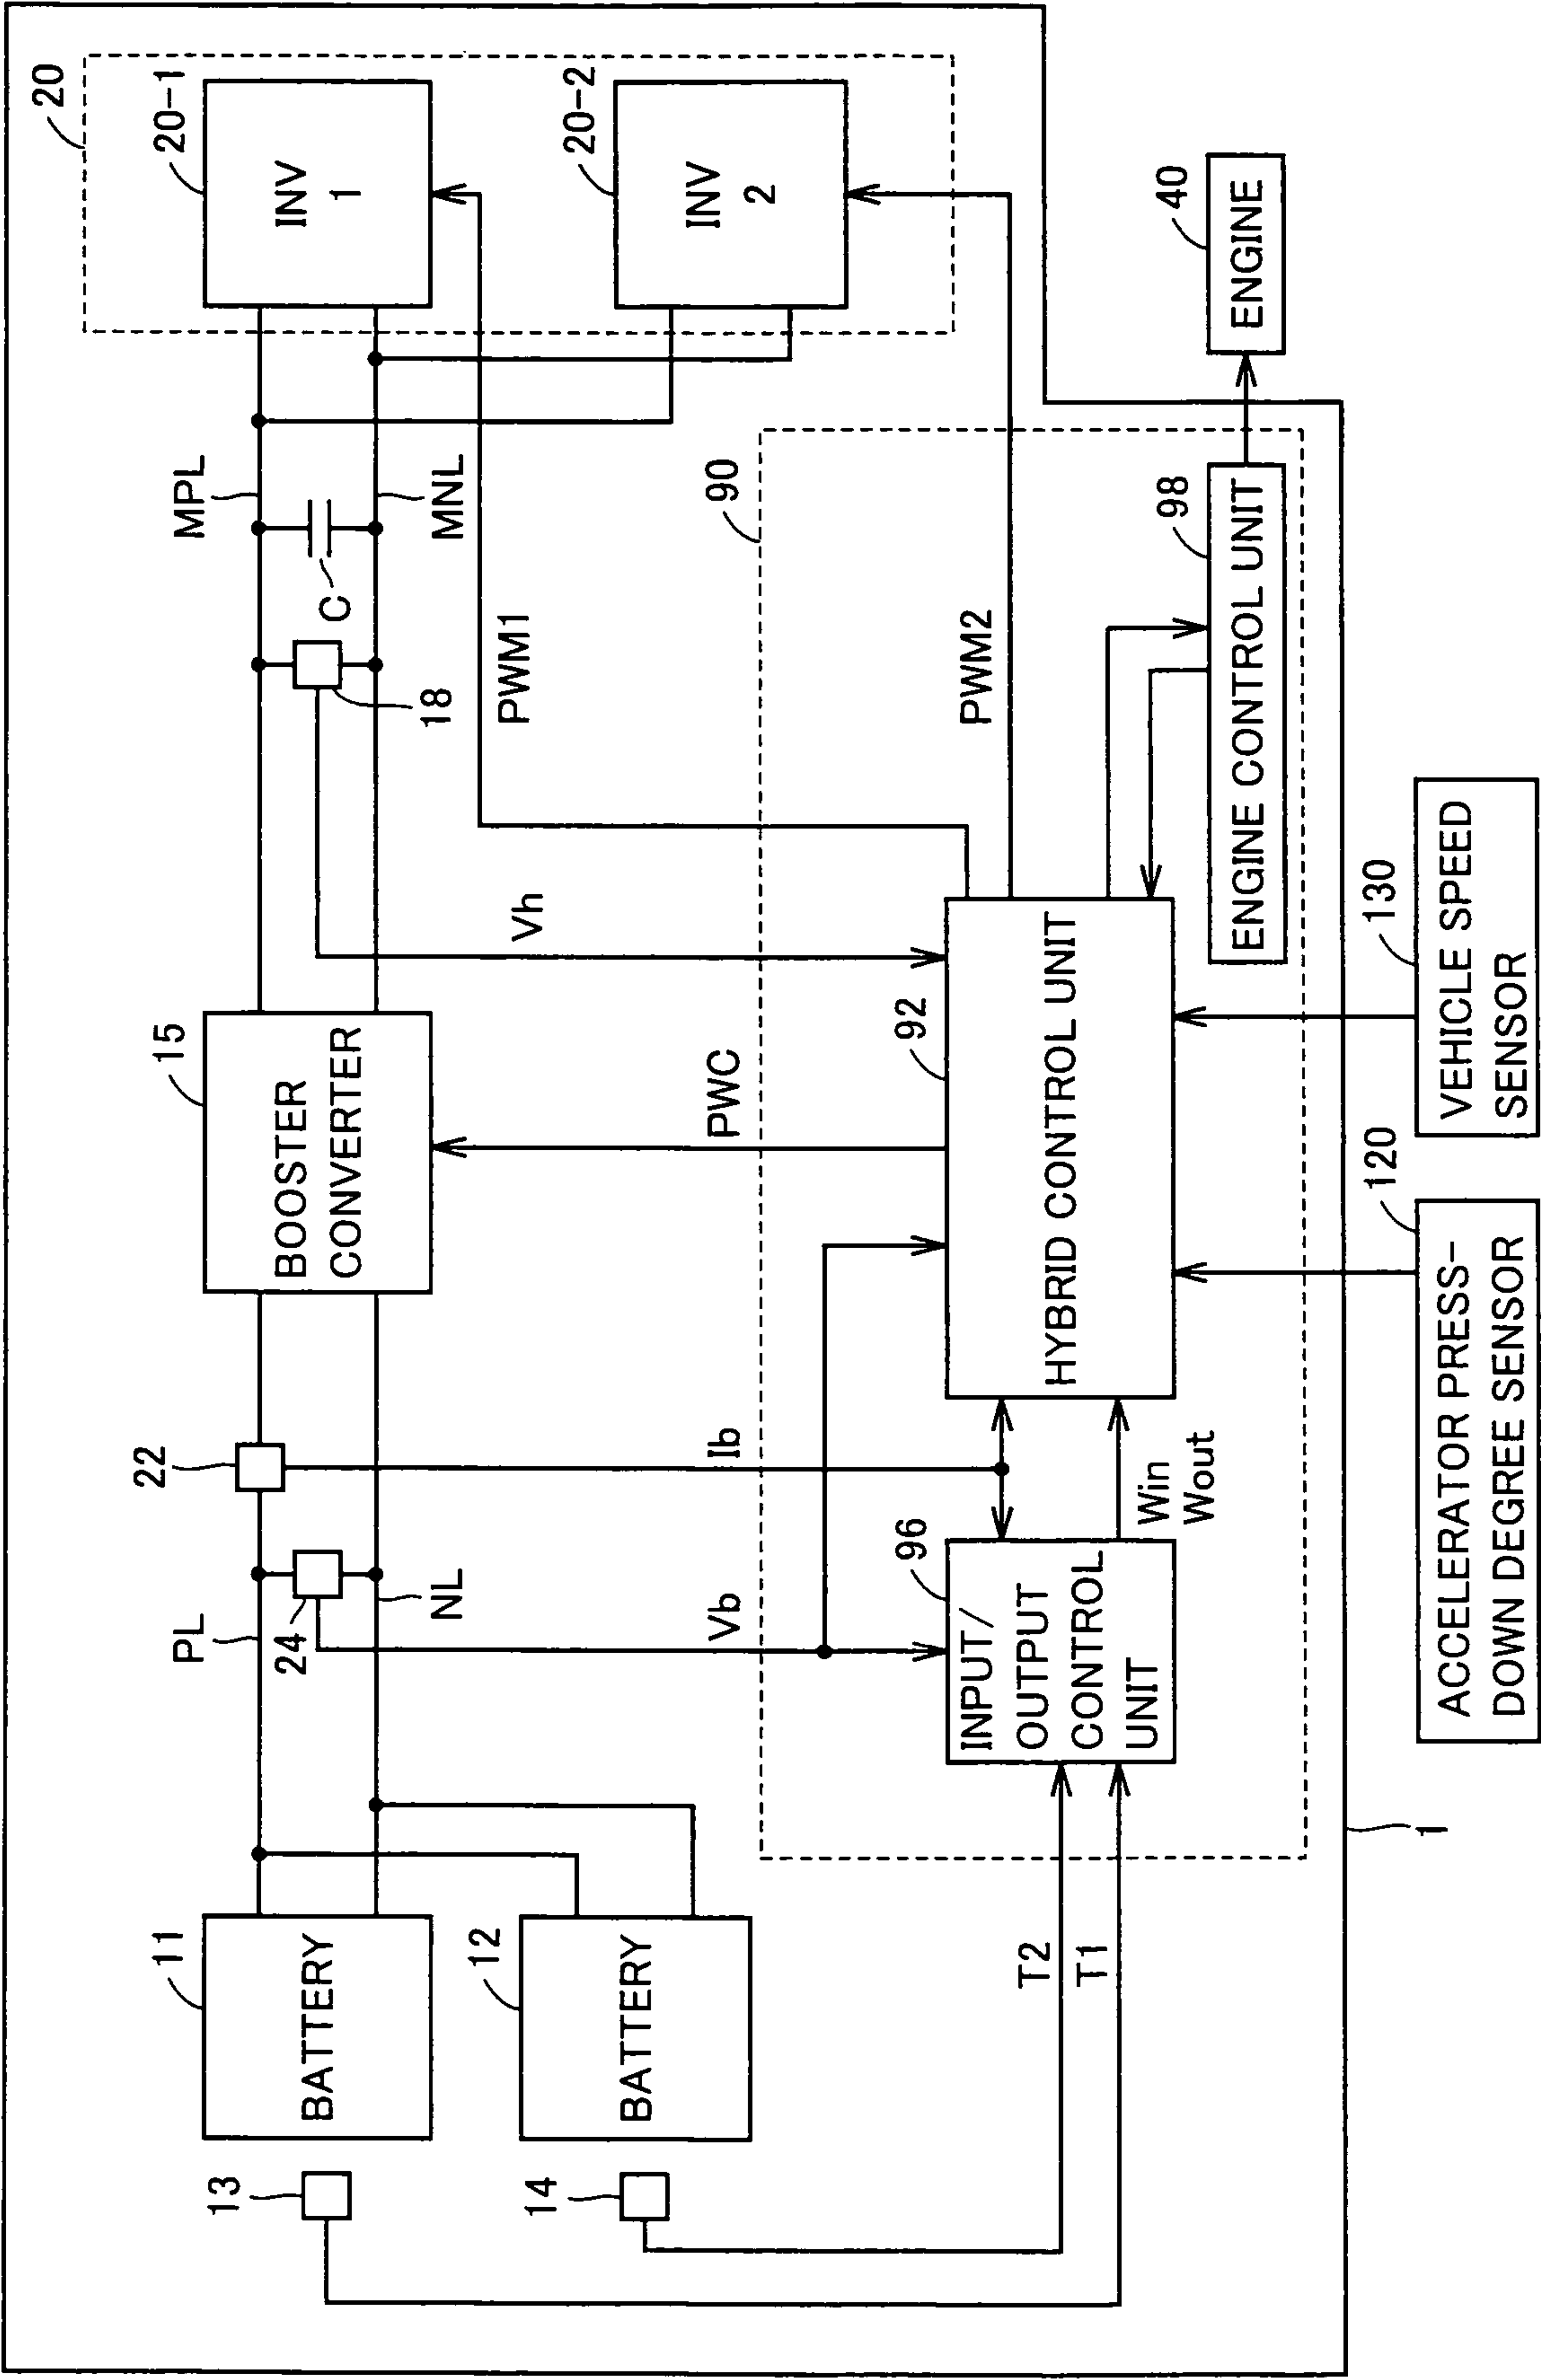 20
20-1
INV
1
20-2
INV
2
MPL
MNL
C
18
PWM1
PWM2
Vh
15
BOOSTER
CONVERTER
PWC
22
Ib
PL
24
NL
Vb
11
BATTERY
12
BATTERY
13
14
T2
T1
90
92
HYBRID CONTROL UNIT
96
INPUT/
OUTPUT
CONTROL
UNIT
Win
Wout
98
ENGINE CONTROL UNIT
40
ENGINE
120
ACCELERATOR PRESS-
DOWN DEGREE SENSOR
130
VEHICLE SPEED
SENSOR
1